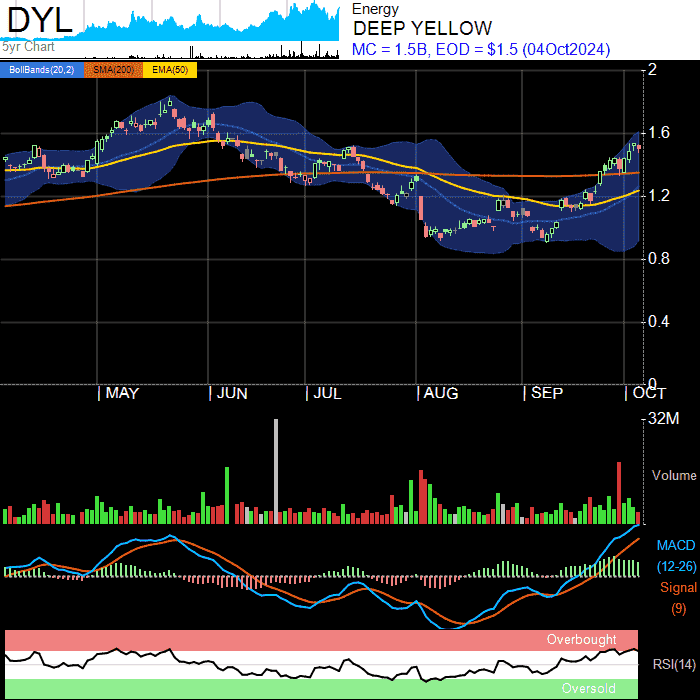 DYL
5yr Chart
Energy
DEEP YELLOW
MC = 1.5B, EOD = $1.5 (04Oct2024)
BollBands(20,2) SMA(200) EMA(50)
2
1.6
1.2
0.8
0.4
0
MAY JUN JUL AUG SEP OCT
32M
Volume
MACD
(12-26)
Signal
(9)
Overbought
RSI(14)
Oversold